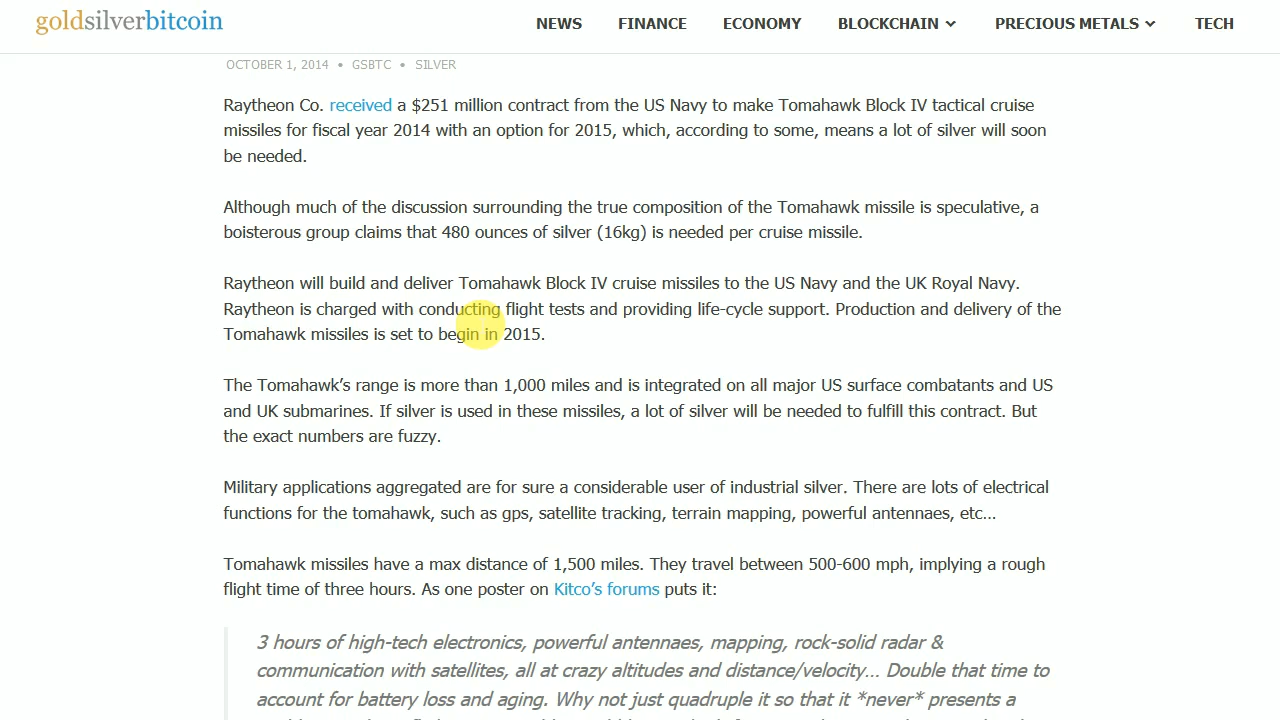 goldsilverbitcoin
NEWS FINANCE ECONOMY BLOCKCHAIN PRECIOUS METALS TECH
OCTOBER 1, 2014 • GSBTC • SILVER
Raytheon Co. received a $251 million contract from the US Navy to make Tomahawk Block IV tactical cruise
missiles for fiscal year 2014 with an option for 2015, which, according to some, means a lot of silver will soon
be needed.
Although much of the discussion surrounding the true composition of the Tomahawk missile is speculative, a
boisterous group claims that 480 ounces of silver (16kg) is needed per cruise missile.
Raytheon will build and deliver Tomahawk Block IV cruise missiles to the US Navy and the UK Royal Navy.
Raytheon is charged with conducting flight tests and providing life-cycle support. Production and delivery of the
Tomahawk missiles is set to begin in 2015.
The Tomahawk’s range is more than 1,000 miles and is integrated on all major US surface combatants and US
and UK submarines. If silver is used in these missiles, a lot of silver will be needed to fulfill this contract. But
the exact numbers are fuzzy.
Military applications aggregated are for sure a considerable user of industrial silver. There are lots of electrical
functions for the tomahawk, such as gps, satellite tracking, terrain mapping, powerful antennaes, etc…
Tomahawk missiles have a max distance of 1,500 miles. They travel between 500-600 mph, implying a rough
flight time of three hours. As one poster on Kitco’s forums puts it:
3 hours of high-tech electronics, powerful antennaes, mapping, rock-solid radar &
communication with satellites, all at crazy altitudes and distance/velocity… Double that time to
account for battery loss and aging. Why not just quadruple it so that it *never* presents a